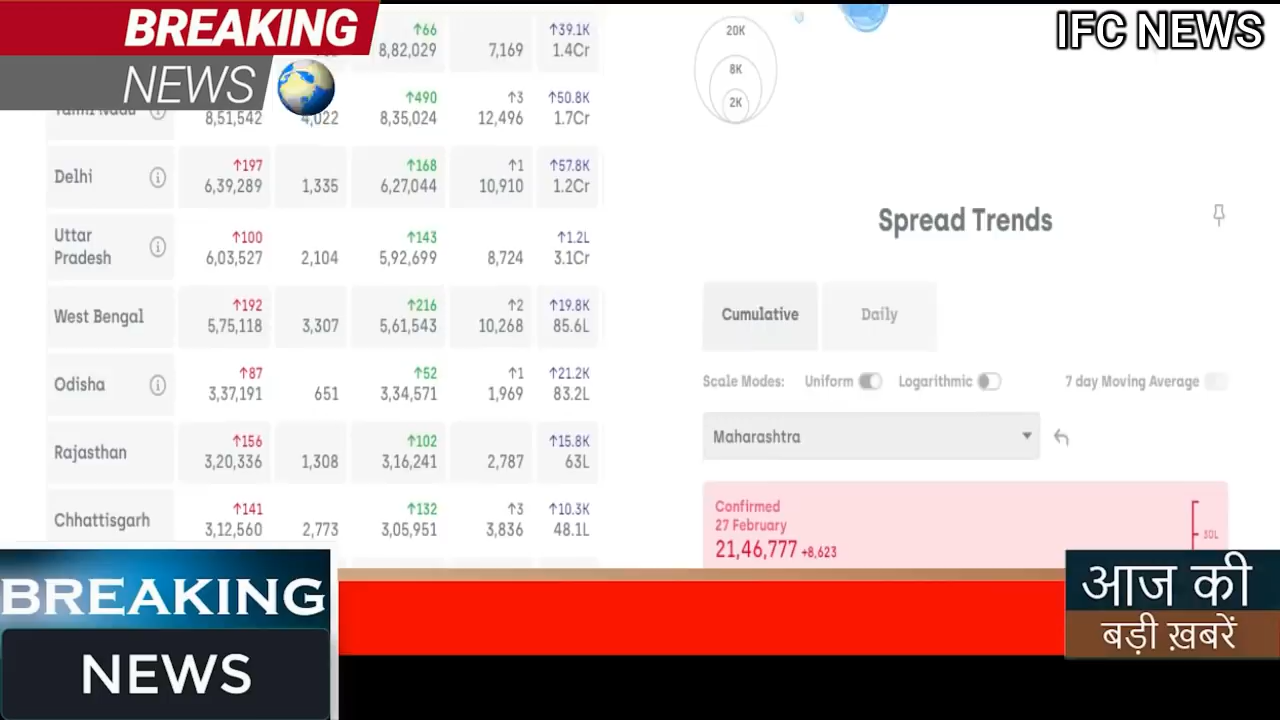 BREAKING
NEWS
IFC NEWS
↑66 ↑39.1K
8,82,029 7,169 1.4Cr
↑490 ↑3 ↑50.8K
Tamil Nadu 8,51,542 4,022 8,35,024 12,496 1.7Cr
↑197 ↑168 ↑1 ↑57.8K
Delhi 6,39,289 1,335 6,27,044 10,910 1.2Cr
Uttar ↑100 ↑143 ↑1.2L
Pradesh 6,03,527 2,104 5,92,699 8,724 3.1Cr
↑192 ↑216 ↑2 ↑19.8K
West Bengal 5,75,118 3,307 5,61,543 10,268 85.6L
↑87 ↑52 ↑1 ↑21.2K
Odisha 3,37,191 651 3,34,571 1,969 83.2L
↑156 ↑102 ↑15.8K
Rajasthan 3,20,336 1,308 3,16,241 2,787 63L
↑141 ↑132 ↑3 ↑10.3K
Chhattisgarh 3,12,560 2,773 3,05,951 3,836 48.1L
20K
8K
2K
Spread Trends
Cumulative Daily
Scale Modes: Uniform Logarithmic 7 day Moving Average
Maharashtra
Confirmed
27 February
21,46,777 +8,623
30L
BREAKING
NEWS
आज की
बड़ी ख़बरें